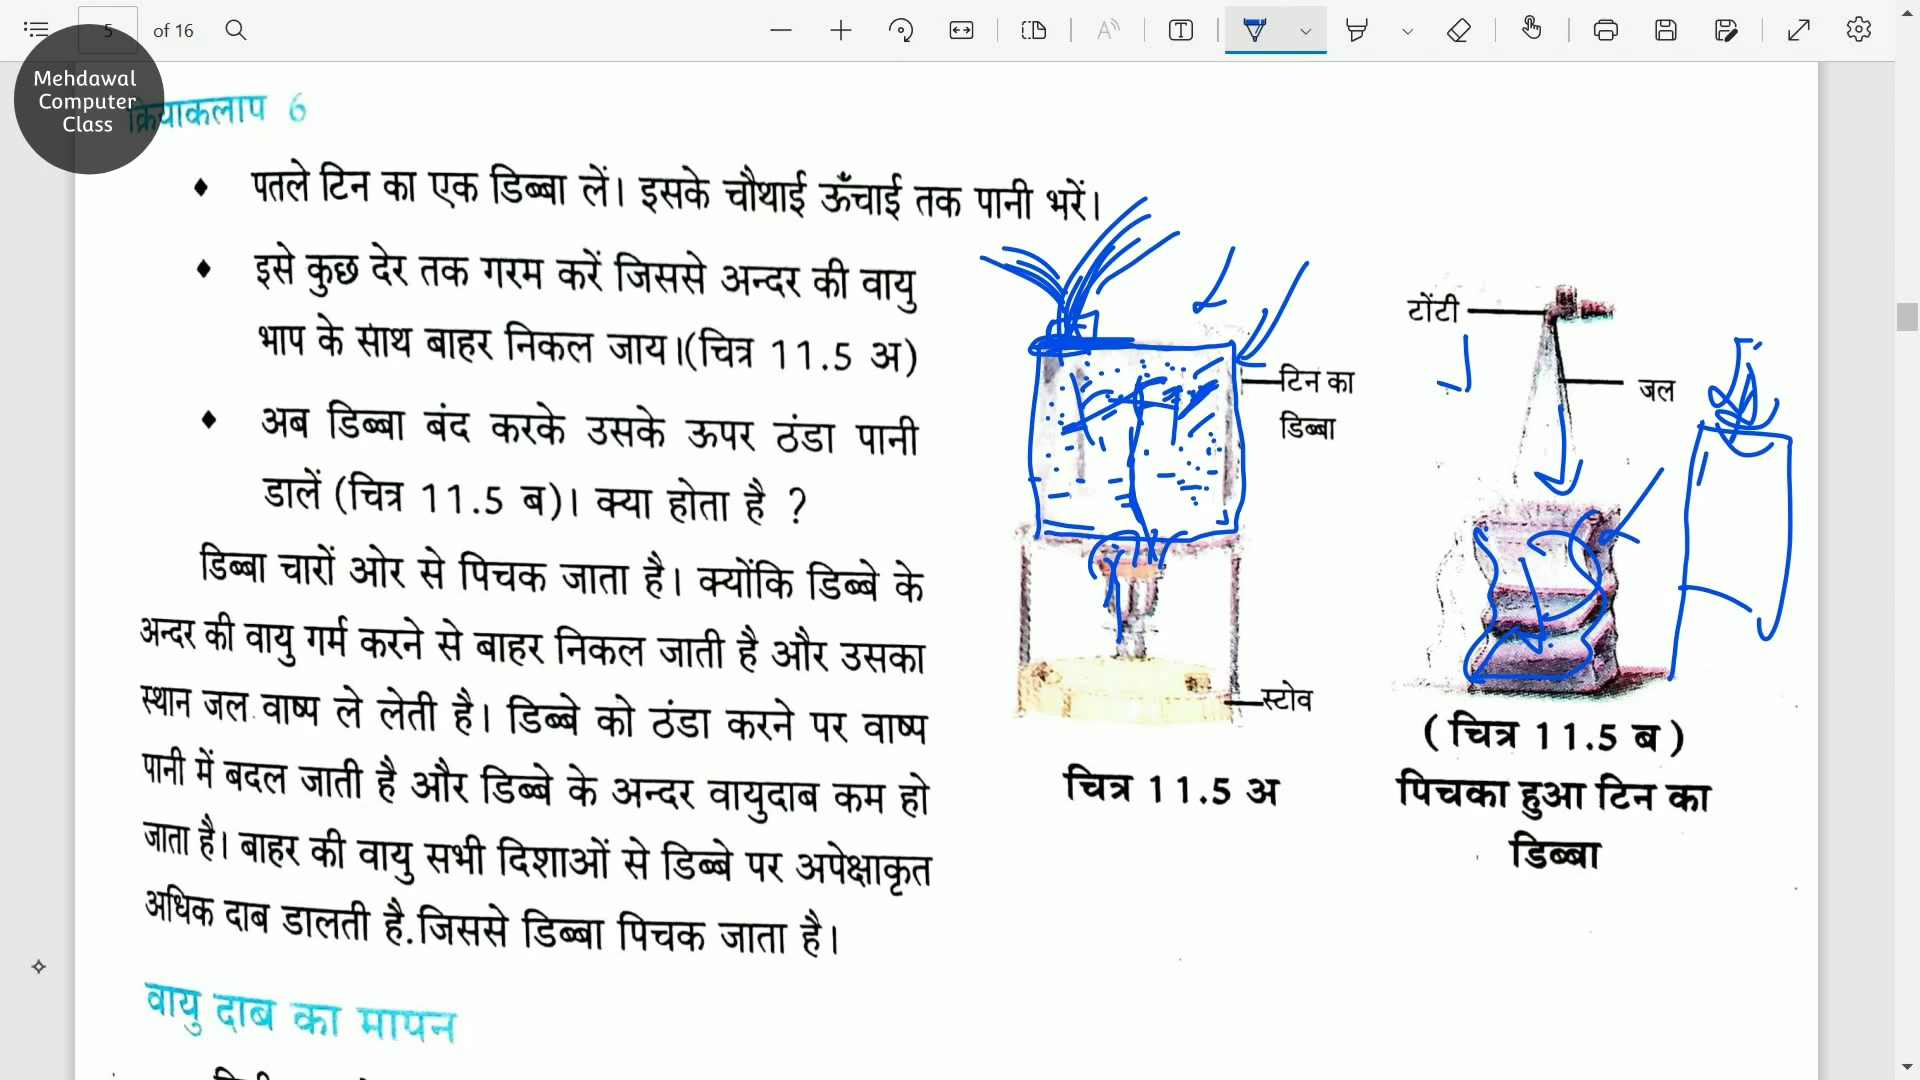 5 of 16
Mehdawal
Computer
Class
क्रियाकलाप 6
♦ पतले टिन का एक डिब्बा लें। इसके चौथाई ऊँचाई तक पानी भरें।
♦ इसे कुछ देर तक गरम करें जिससे अन्दर की वायु
भाप के साथ बाहर निकल जाय।(चित्र 11.5 अ)
♦ अब डिब्बा बंद करके उसके ऊपर ठंडा पानी
डालें (चित्र 11.5 ब)। क्या होता है ?
डिब्बा चारों ओर से पिचक जाता है। क्योंकि डिब्बे के
अन्दर की वायु गर्म करने से बाहर निकल जाती है और उसका
स्थान जल वाष्प ले लेती है। डिब्बे को ठंडा करने पर वाष्प
पानी में बदल जाती है और डिब्बे के अन्दर वायुदाब कम हो
जाता है। बाहर की वायु सभी दिशाओं से डिब्बे पर अपेक्षाकृत
अधिक दाब डालती है.जिससे डिब्बा पिचक जाता है।
टिन का
डिब्बा
स्टोव
चित्र 11.5 अ
टोंटी
जल
(चित्र 11.5 ब)
पिचका हुआ टिन का
डिब्बा
वायु दाब का मापन